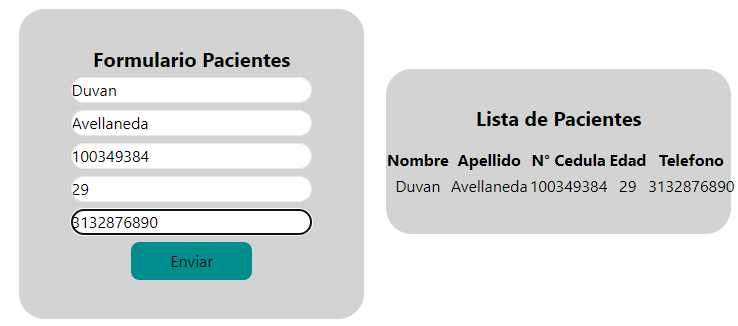 Formulario Pacientes
Duvan
Avellaneda
100349384
29
3132876890
Enviar
Lista de Pacientes
Nombre Apellido N° Cedula Edad Telefono
Duvan Avellaneda 100349384 29 3132876890